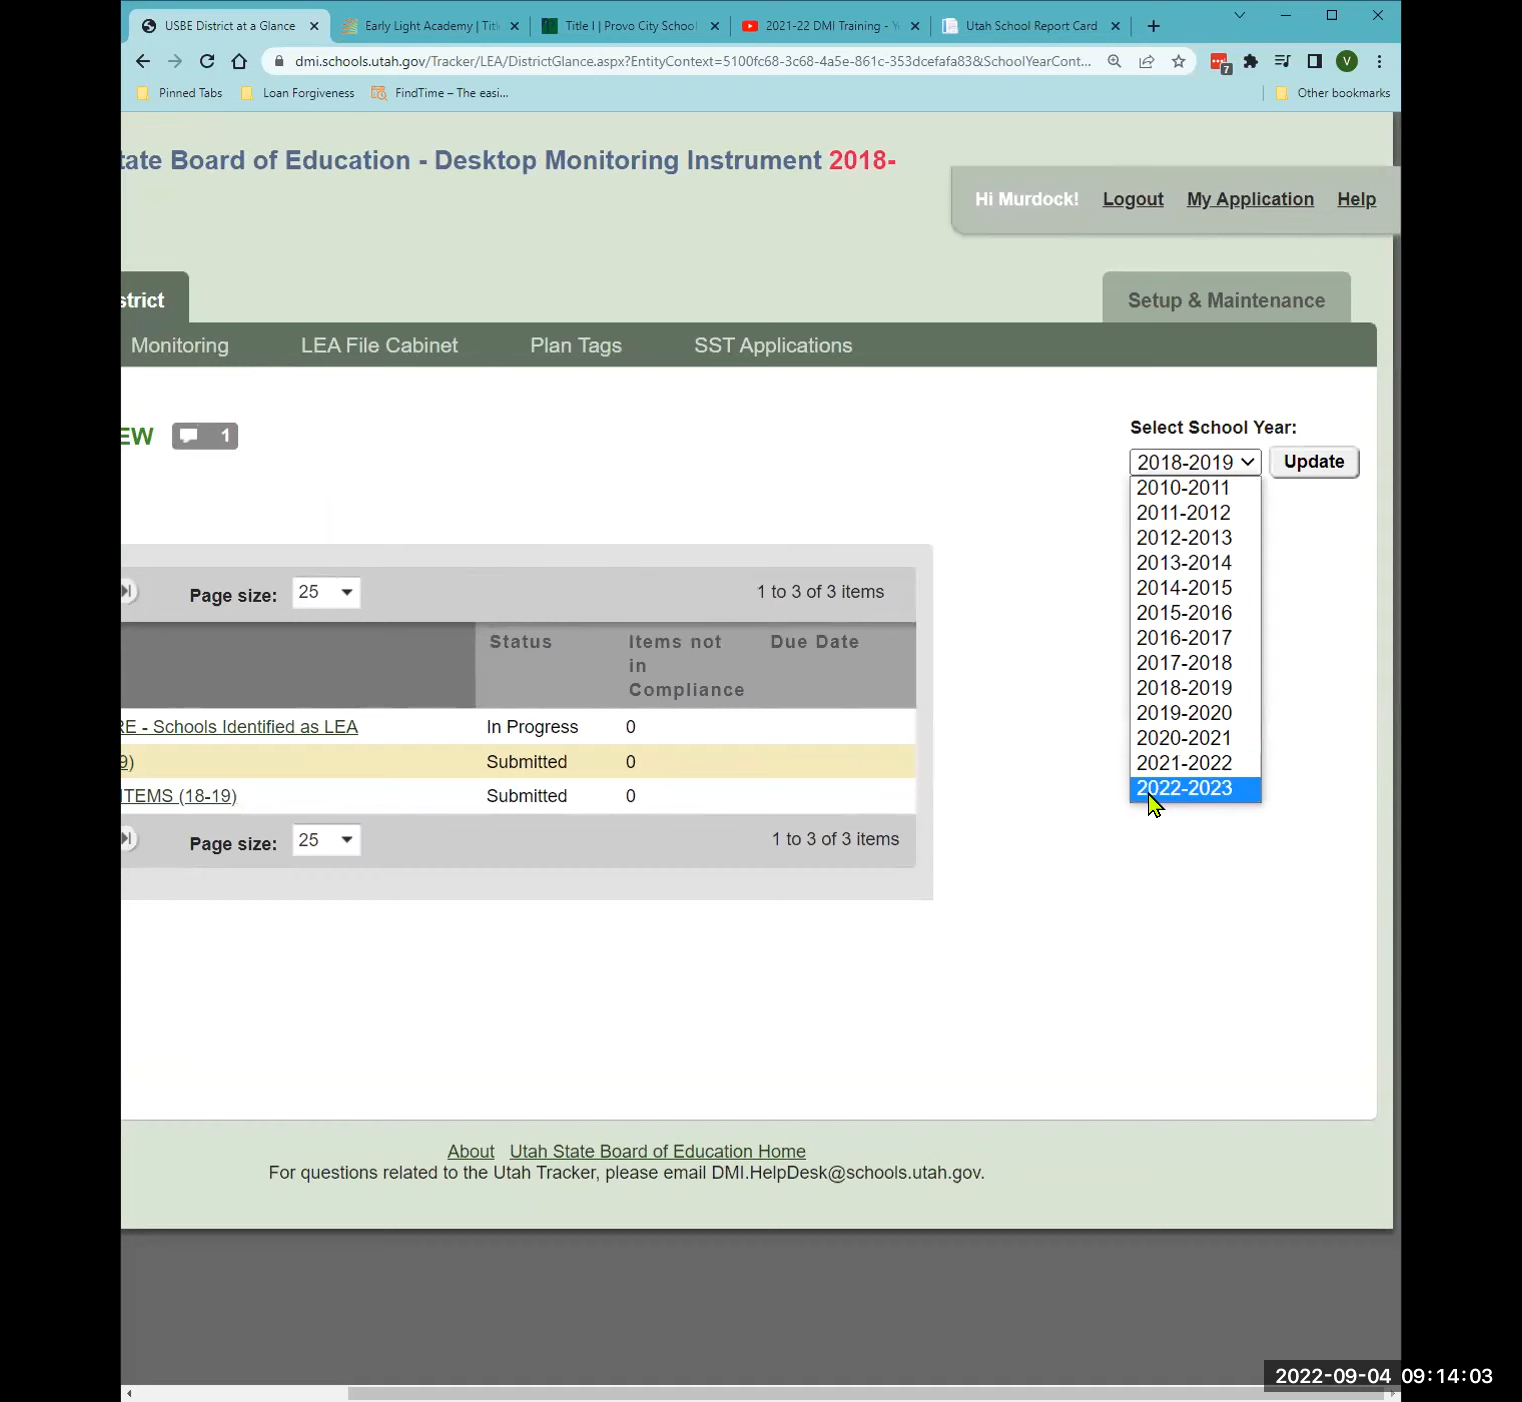 USBE District at a Glance
Early Light Academy | Titl
Title I | Provo City School
2021-22 DMI Training -
Utah School Report Card
dmi.schools.utah.gov/Tracker/LEA/DistrictGlance.aspx?EntityContext=5100fc68-3c68-4a5e-861c-353dcefafa83&SchoolYearCont...
7
V
Pinned Tabs
Loan Forgiveness
FindTime – The easi...
Other bookmarks
tate Board of Education - Desktop Monitoring Instrument 2018-
Hi Murdock! Logout My Application Help
strict
Setup & Maintenance
Monitoring LEA File Cabinet Plan Tags SST Applications
EW 1
Select School Year:
2018-2019 Update
2010-2011
2011-2012
2012-2013
2013-2014
2014-2015
2015-2016
2016-2017
2017-2018
2018-2019
2019-2020
2020-2021
2021-2022
2022-2023
Page size: 25 1 to 3 of 3 items
Status Items not in Compliance Due Date
RE - Schools Identified as LEA In Progress 0
9) Submitted 0
ITEMS (18-19) Submitted 0
Page size: 25 1 to 3 of 3 items
About Utah State Board of Education Home
For questions related to the Utah Tracker, please email DMI.HelpDesk@schools.utah.gov.
2022-09-04 09:14:03